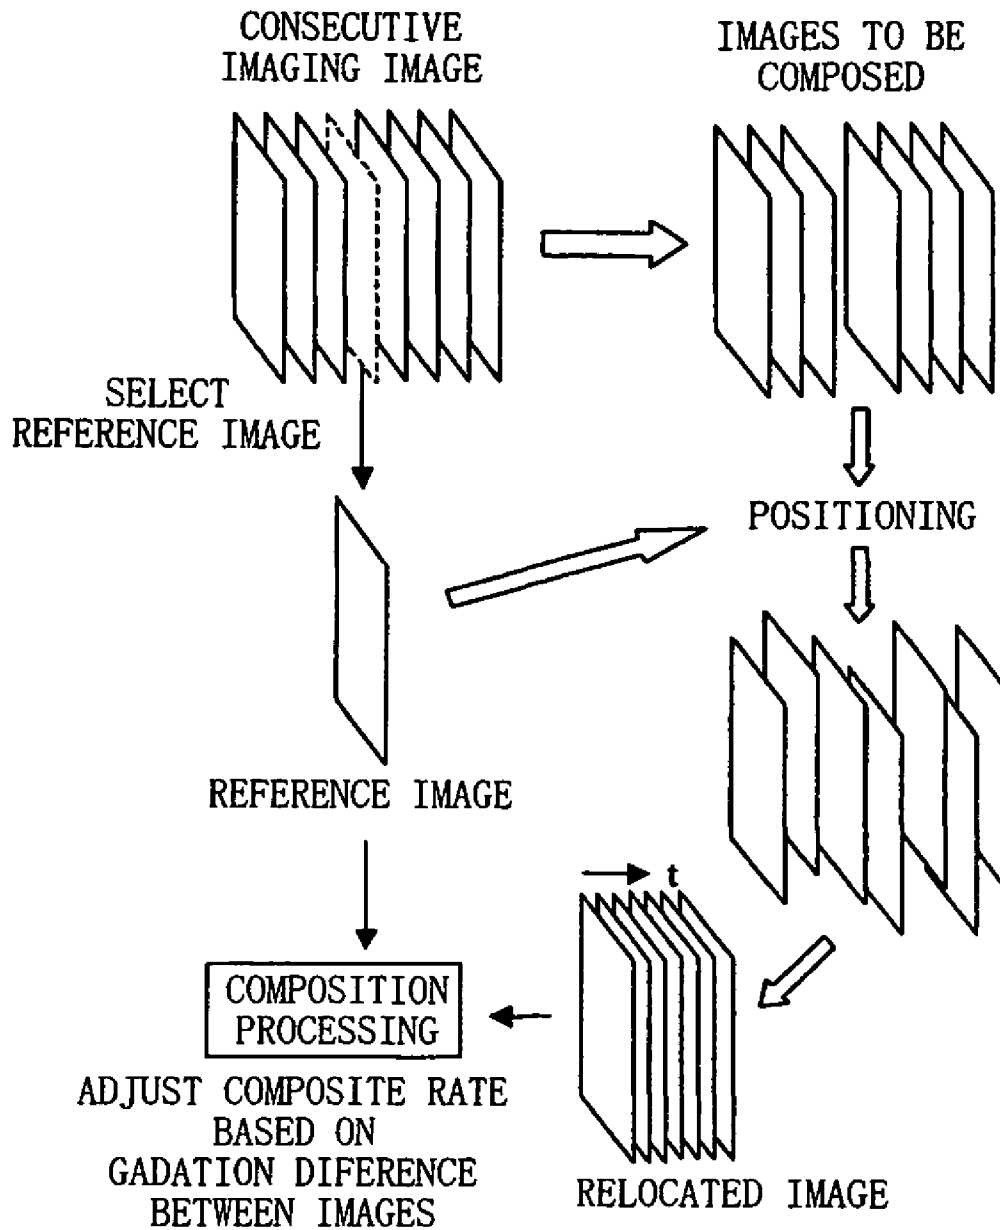 CONSECUTIVE
IMAGING IMAGE
IMAGES TO BE
COMPOSED
SELECT
REFERENCE IMAGE
POSITIONING
REFERENCE IMAGE
t
COMPOSITION
PROCESSING
ADJUST COMPOSITE RATE
BASED ON
GADATION DIFERENCE
BETWEEN IMAGES
RELOCATED IMAGE